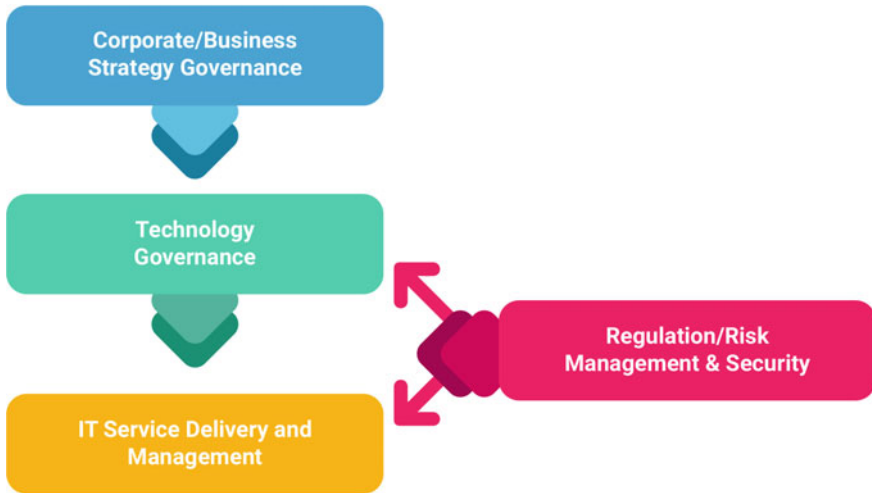 Corporate/Business
Strategy Governance
Technology
Governance
Regulation/Risk
Management & Security
IT Service Delivery and
Management